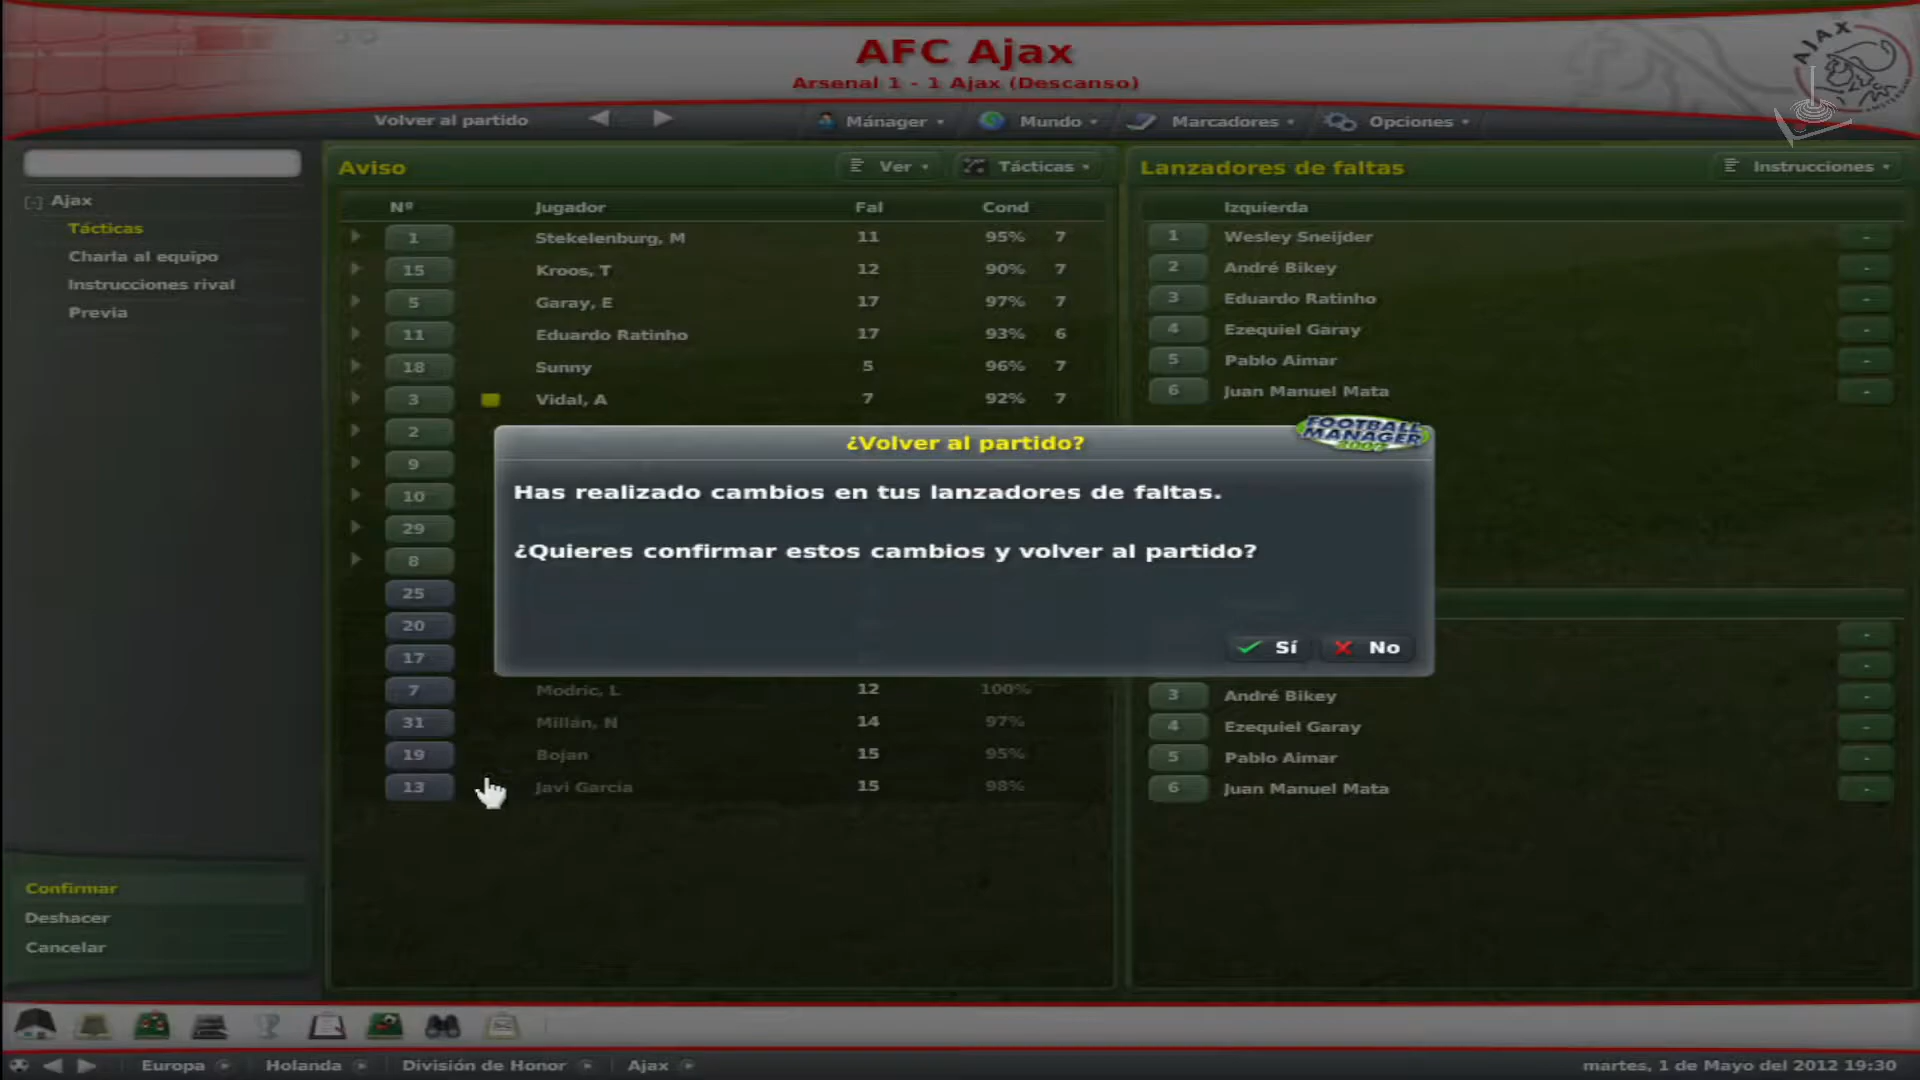 AFC Ajax
Arsenal 1 - 1 Ajax (Descanso)
AJAX
Volver al partido
Mánager
Mundo
Marcadores
Opciones
Aviso
Ver
Tácticas
Lanzadores de faltas
Instrucciones
[-] Ajax
Tácticas
Charla al equipo
Instrucciones rival
Previa
Nº Jugador Fal Cond
1 Stekelenburg, M 11 95% 7
15 Kroos, T 12 90% 7
5 Garay, E 17 97% 7
11 Eduardo Ratinho 17 93% 6
18 Sunny 5 96% 7
3 Vidal, A 7 92% 7
2
9
10
29
8
25
20
17
7 Modric, L 12 100%
31 Millán, N 14 97%
19 Bojan 15 95%
13 Javi García 15 98%
Izquierda
1 Wesley Sneijder -
2 André Bikey -
3 Eduardo Ratinho -
4 Ezequiel Garay -
5 Pablo Aimar -
6 Juan Manuel Mata -
FOOTBALL MANAGER 2007
¿Volver al partido?
Has realizado cambios en tus lanzadores de faltas.
¿Quieres confirmar estos cambios y volver al partido?
Sí
No
-
-
3 André Bikey -
4 Ezequiel Garay -
5 Pablo Aimar -
6 Juan Manuel Mata -
Confirmar
Deshacer
Cancelar
Europa
Holanda
División de Honor
Ajax
martes, 1 de Mayo del 2012 19:30